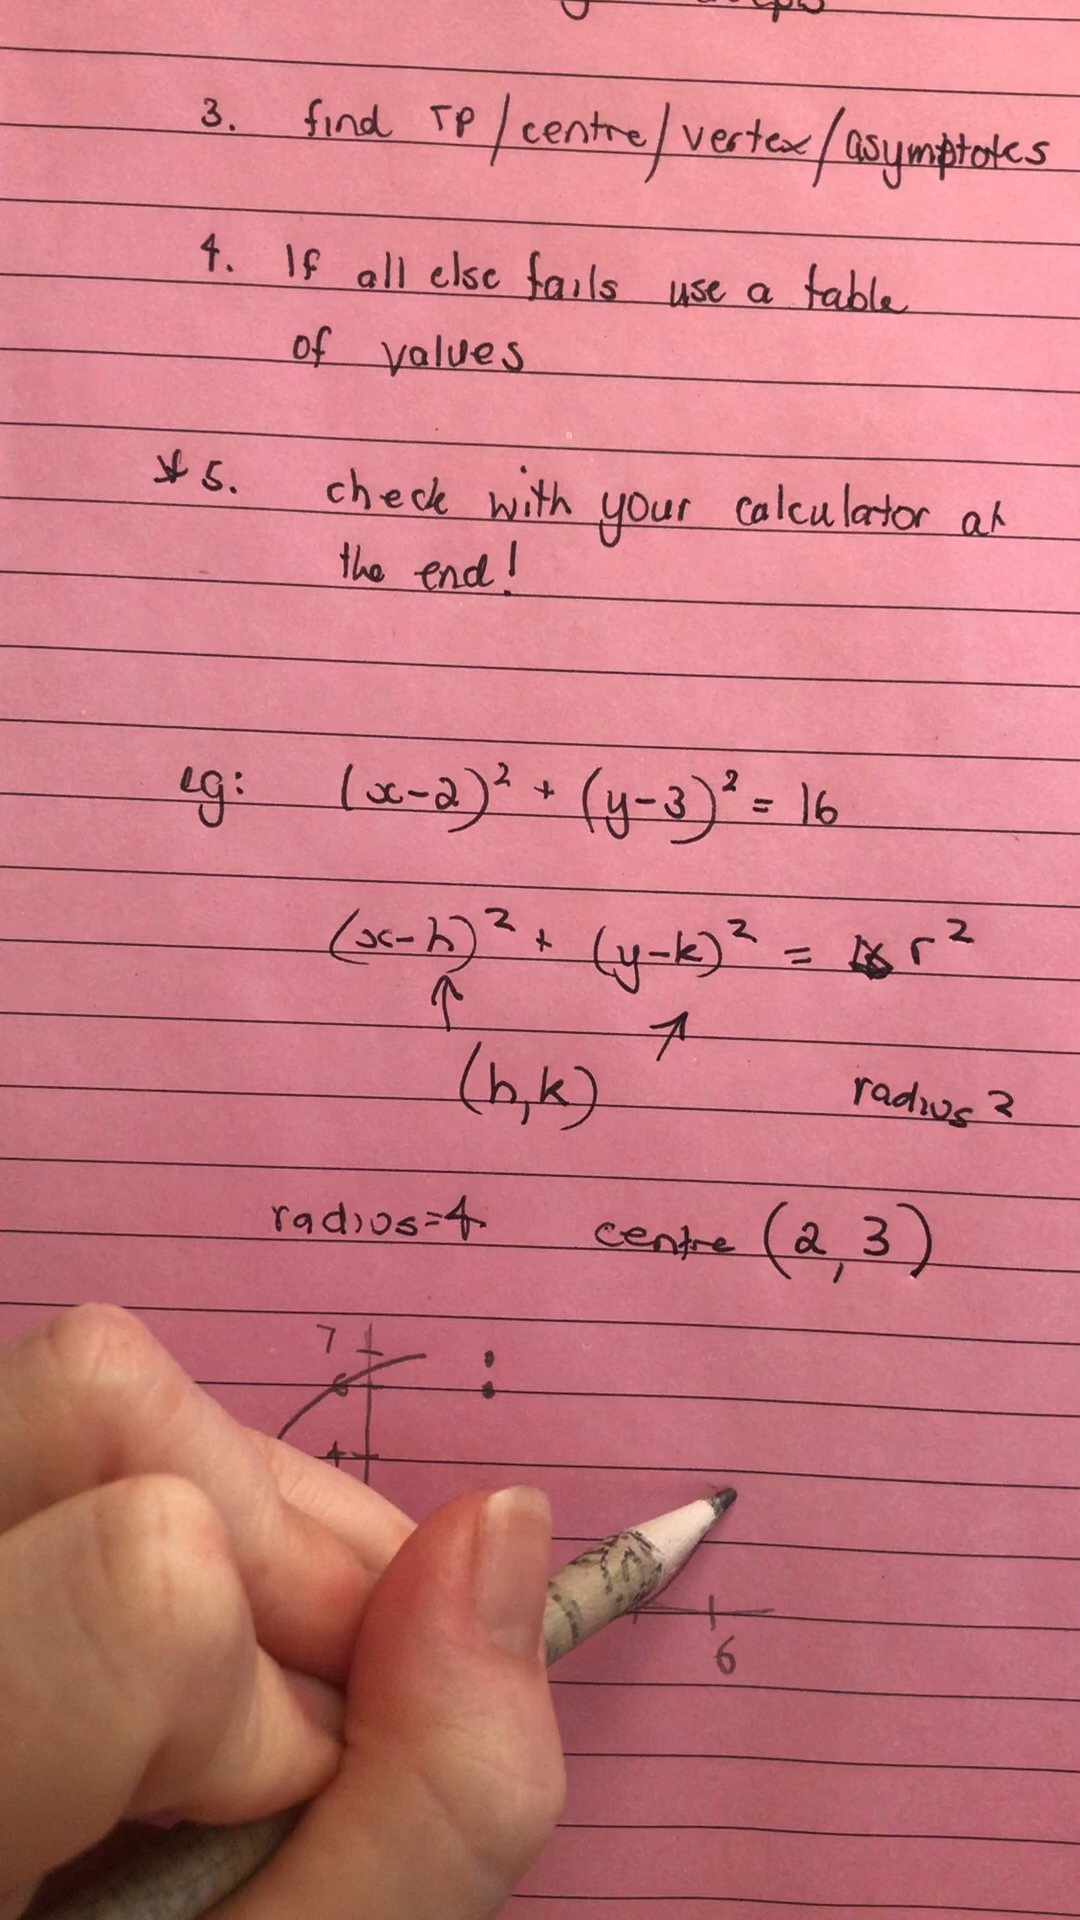 3. find TP/centre/vertex/asymptotes
4. If all else fails use a table
of values
* 5. check with your calculator at
the end!
eg: (x-2)² + (y-3)² = 16
(x-h)² + (y-k)² = r²
↑ ↗
(h,k) radius²
radius=4 centre (2,3)
7
6
4
6